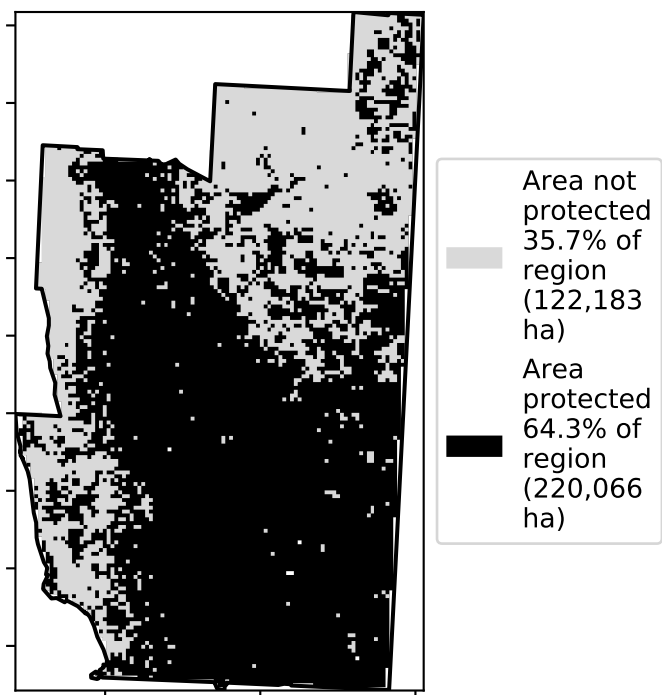 Area not
protected
35.7% of
region
(122,183
ha)
Area
protected
64.3% of
region
(220,066
ha)